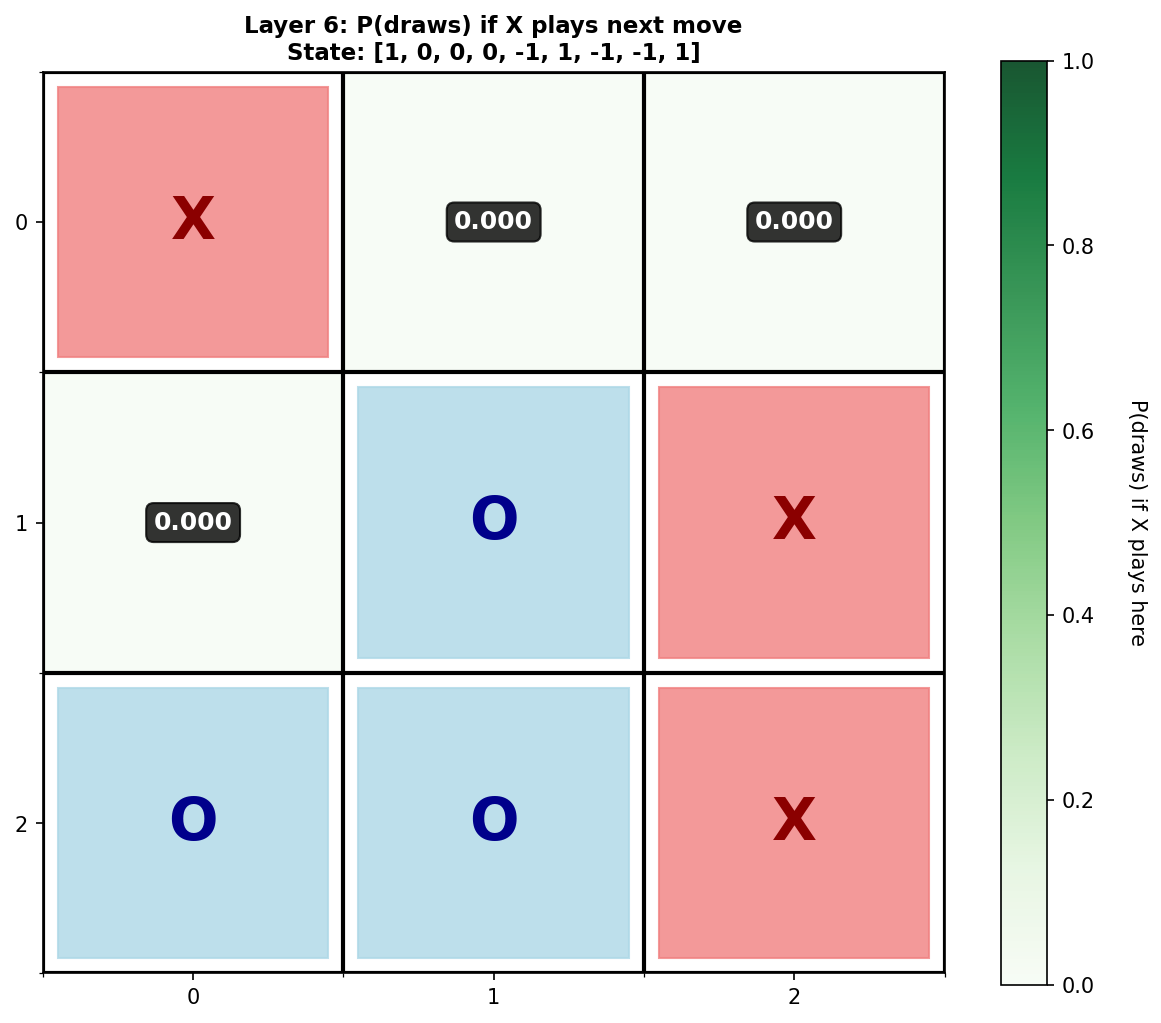 Layer 6: P(draws) if X plays next move
State: [1, 0, 0, 0, -1, 1, -1, -1, 1]
0
X
0.000
0.000
1
0.000
O
X
2
O
O
X
0
1
2
1.0
0.8
0.6
0.4
0.2
0.0
P(draws) if X plays here